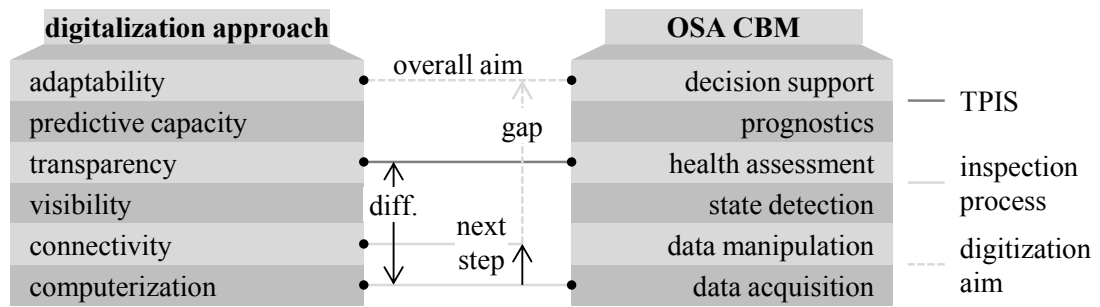 digitalization approach
OSA CBM
adaptability
overall aim
decision support
predictive capacity
gap
prognostics
TPIS
transparency
health assessment
visibility
diff.
state detection
inspection
process
connectivity
next
step
data manipulation
digitization
aim
computerization
data acquisition